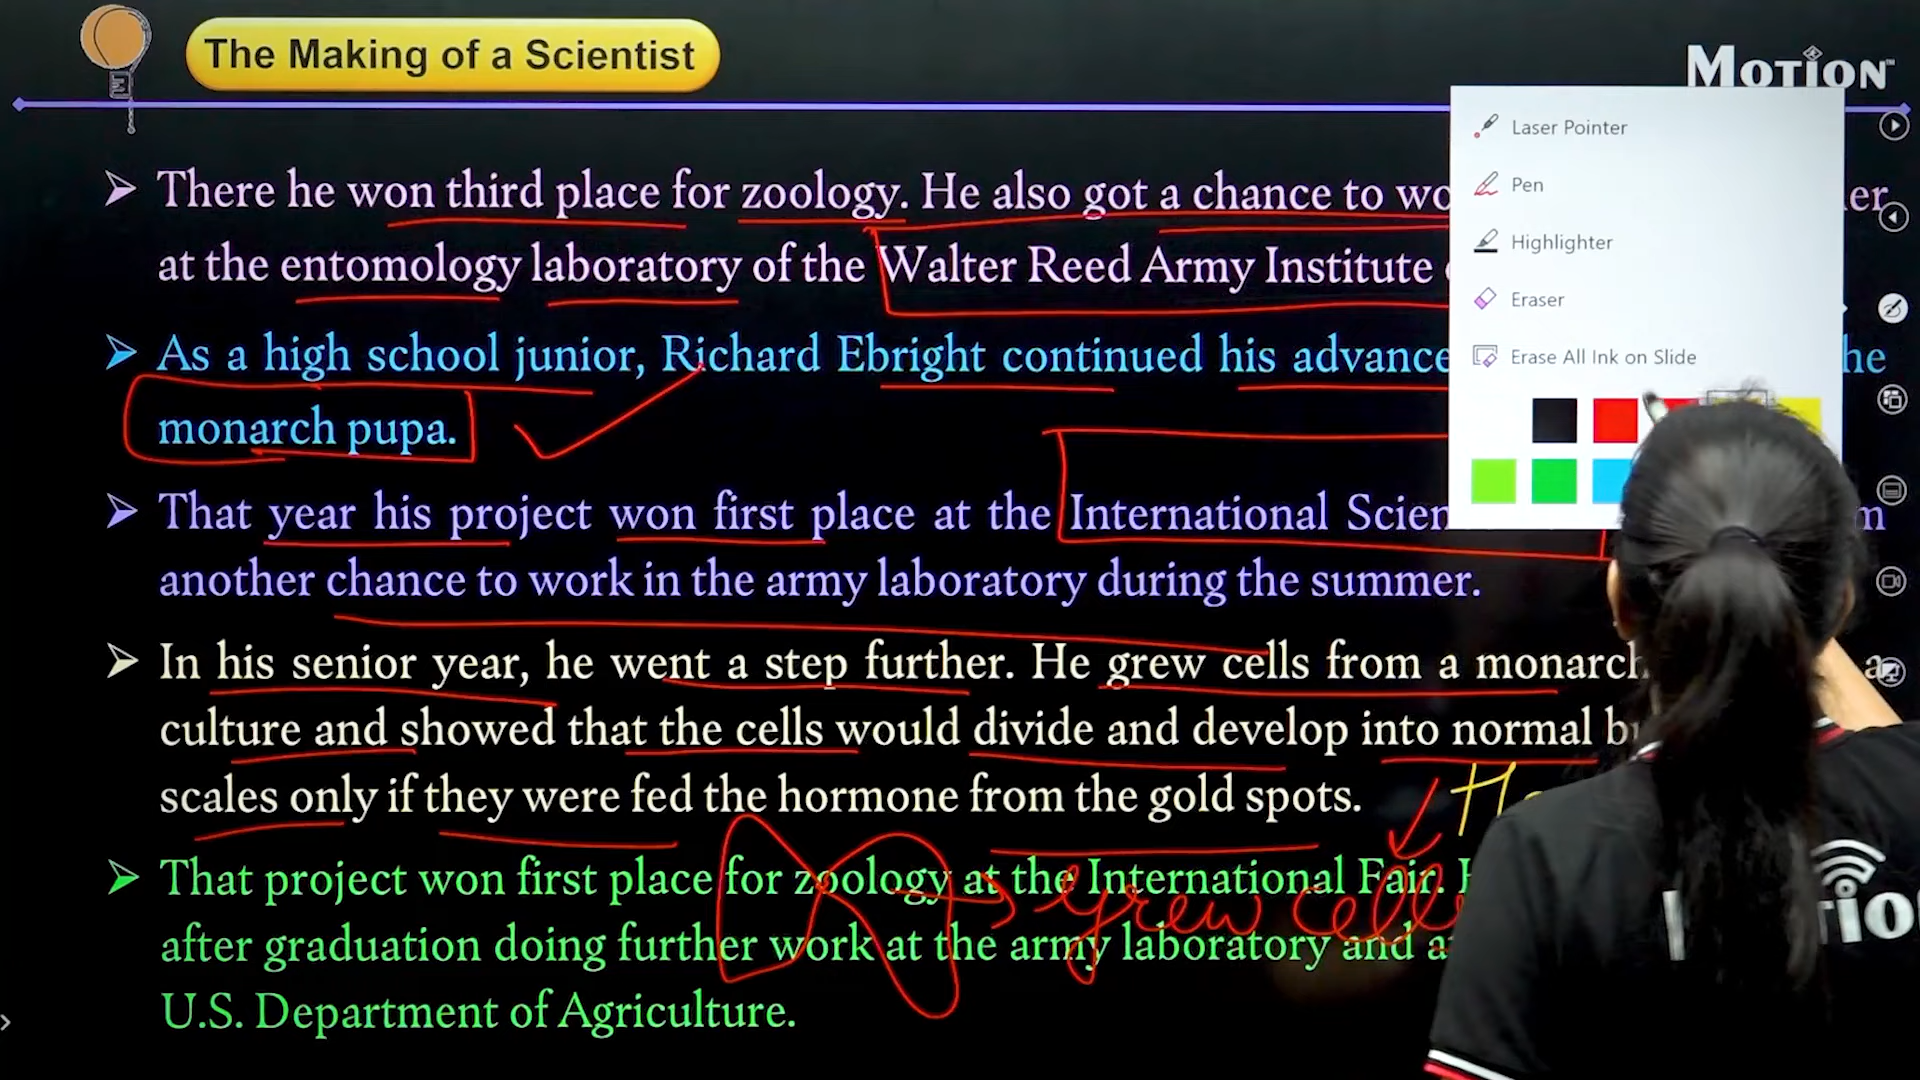 The Making of a Scientist
MOTION™
There he won third place for zoology. He also got a chance to wo er
at the entomology laboratory of the Walter Reed Army Institute
As a high school junior, Richard Ebright continued his advance he
monarch pupa.
That year his project won first place at the International Scien m
another chance to work in the army laboratory during the summer.
In his senior year, he went a step further. He grew cells from a monarch a
culture and showed that the cells would divide and develop into normal bu
scales only if they were fed the hormone from the gold spots.
Ho
That project won first place for zoology at the International Fair. H
grew cells
after graduation doing further work at the army laboratory and a
U.S. Department of Agriculture.
Laser Pointer
Pen
Highlighter
Eraser
Erase All Ink on Slide